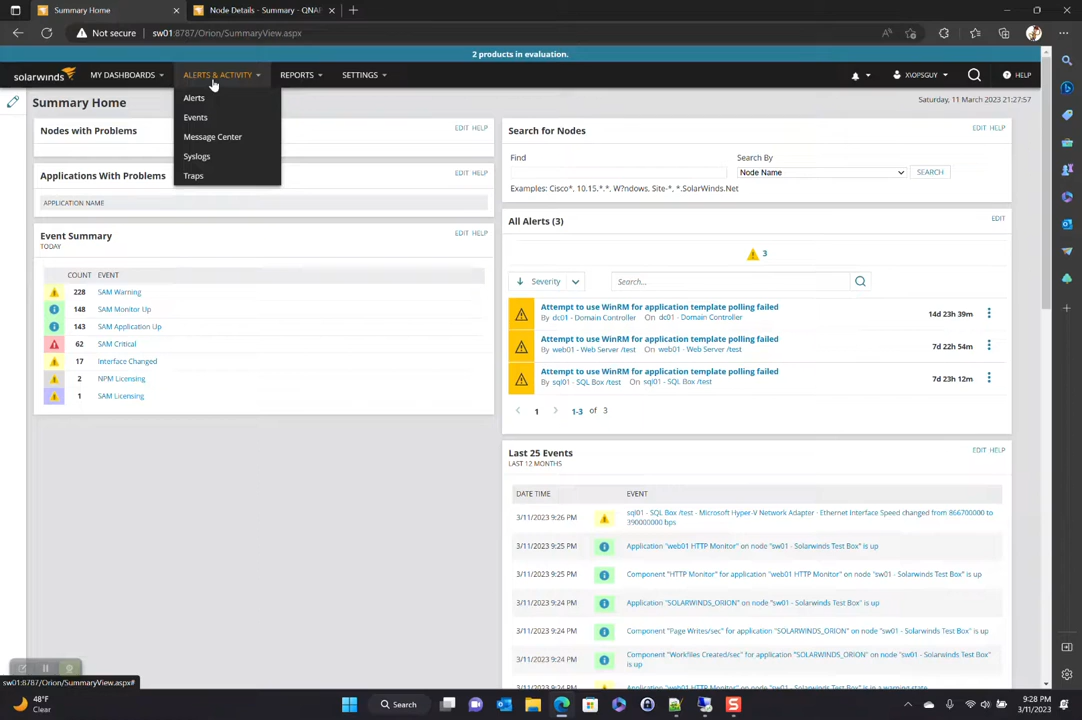 Summary Home
Node Details - Summary - QNAP
Not secure
sw01:8787/Orion/SummaryView.aspx
2 products in evaluation.
solarwinds
MY DASHBOARDS
ALERTS & ACTIVITY
REPORTS
SETTINGS
X\OPSGUY
HELP
Alerts
Events
Message Center
Syslogs
Traps
Summary Home
Saturday, 11 March 2023 21:27:57
Nodes with Problems
EDIT HELP
Applications With Problems
EDIT HELP
APPLICATION NAME
Event Summary
EDIT HELP
TODAY
COUNT EVENT
228 SAM Warning
148 SAM Monitor Up
143 SAM Application Up
62 SAM Critical
17 Interface Changed
2 NPM Licensing
1 SAM Licensing
Search for Nodes
EDIT HELP
Find
Search By
Node Name
SEARCH
Examples: Cisco*, 10.15.*.*, W?ndows, Site-*, *.SolarWinds.Net
All Alerts (3)
EDIT
3
Severity
Search...
Attempt to use WinRM for application template polling failed
By dc01 - Domain Controller On dc01 - Domain Controller
14d 23h 39m
Attempt to use WinRM for application template polling failed
By web01 - Web Server /test On web01 - Web Server /test
7d 22h 54m
Attempt to use WinRM for application template polling failed
By sql01 - SQL Box /test On sql01 - SQL Box /test
7d 23h 12m
1 1-3 of 3
Last 25 Events
EDIT HELP
LAST 12 MONTHS
DATE TIME EVENT
3/11/2023 9:26 PM
sql01 - SQL Box /test - Microsoft Hyper-V Network Adapter · Ethernet Interface Speed changed from 866700000 to
390000000 bps
3/11/2023 9:25 PM
Application "web01 HTTP Monitor" on node "sw01 - Solarwinds Test Box" is up
3/11/2023 9:25 PM
Component "HTTP Monitor" for application "web01 HTTP Monitor" on node "sw01 - Solarwinds Test Box" is up
3/11/2023 9:24 PM
Application "SOLARWINDS_ORION" on node "sw01 - Solarwinds Test Box" is up
3/11/2023 9:24 PM
Component "Page Writes/sec" for application "SOLARWINDS_ORION" on node "sw01 - Solarwinds Test Box" is up
3/11/2023 9:24 PM
Component "Workfiles Created/sec" for application "SOLARWINDS_ORION" on node "sw01 - Solarwinds Test Box"
is up
sw01:8787/Orion/SummaryView.aspx#
48°F
Clear
Search
9:28 PM
3/11/2023